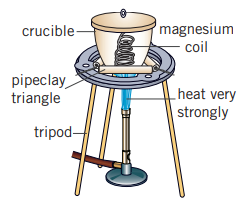 crucible
magnesium
coil
pipeclay
triangle
heat very
strongly
tripod